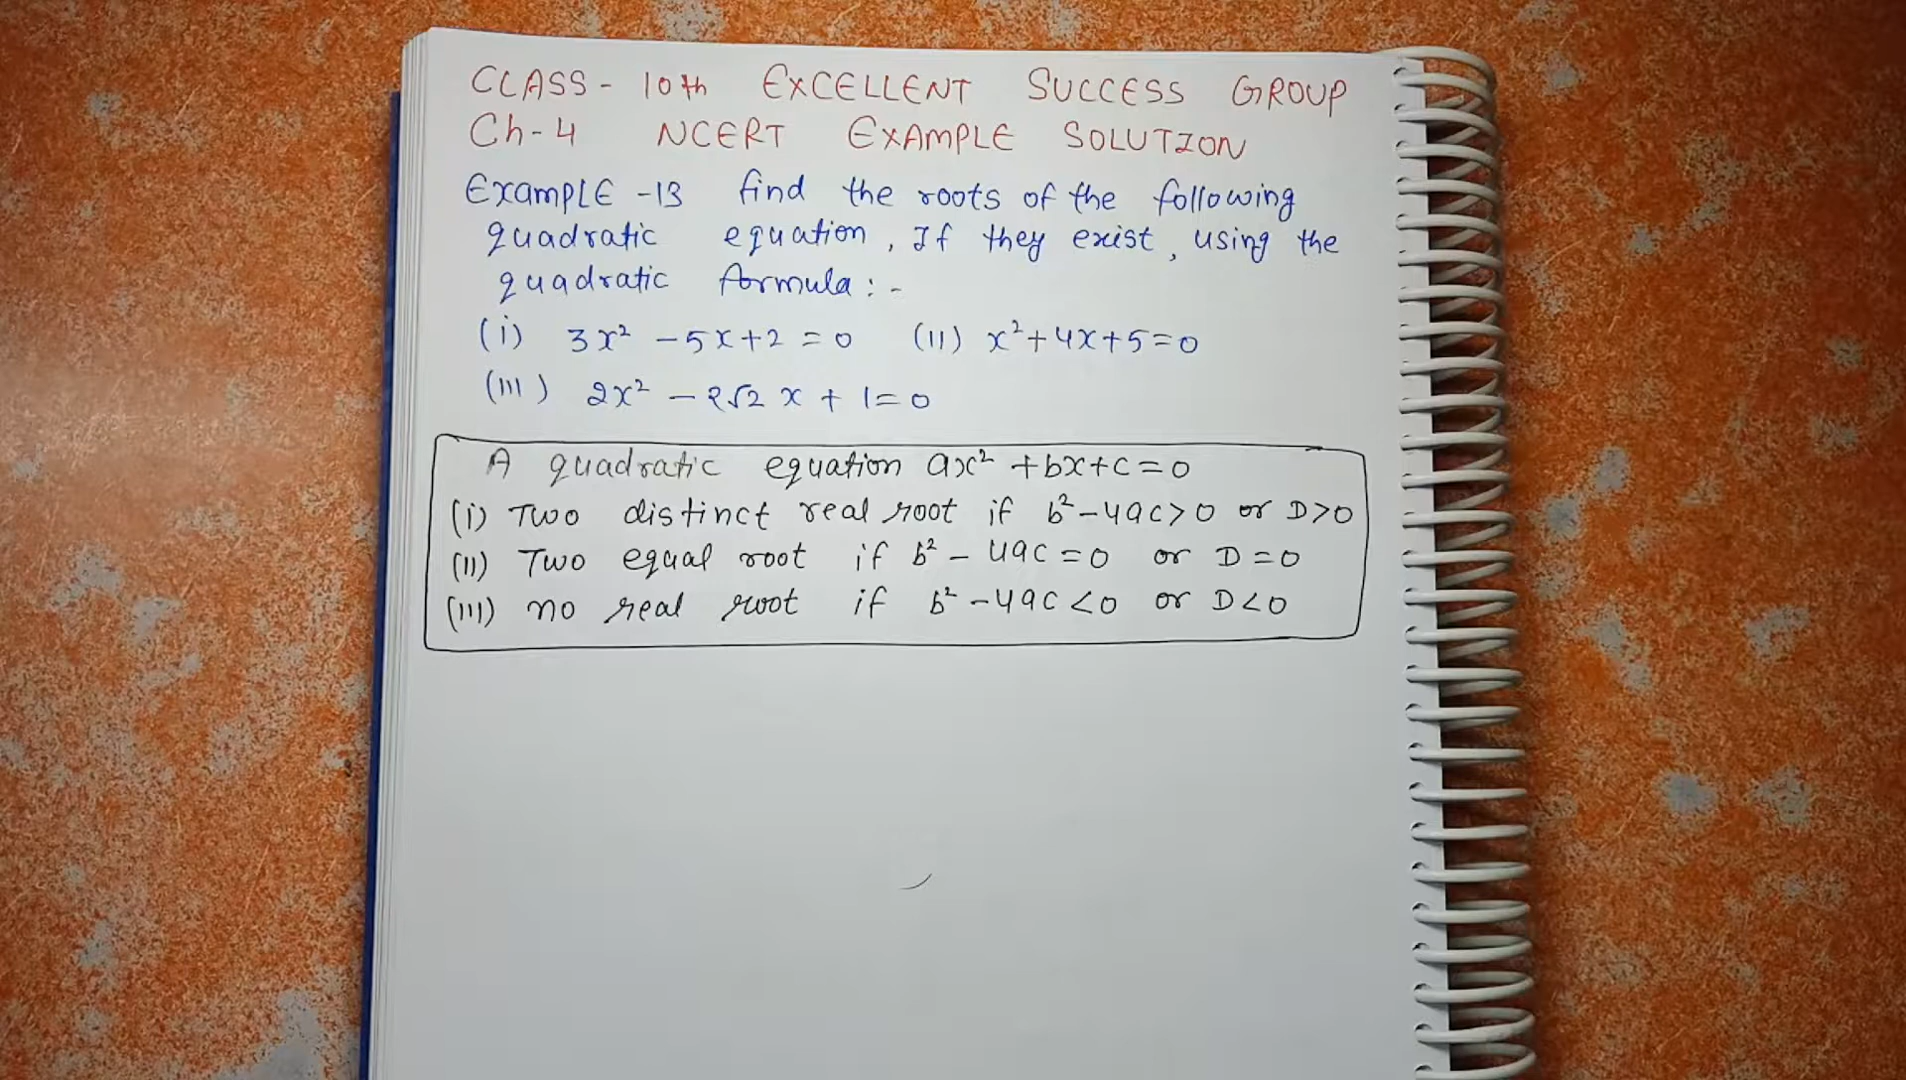 CLASS - 10th EXCELLENT SUCCESS GROUP
Ch-4 NCERT EXAMPLE SOLUTION
ExamplE -13 find the roots of the following
quadratic equation, If they exist, using the
quadratic formula:-
(i) 3x² - 5x + 2 = 0 (II) x² + 4x + 5 = 0
(III) 2x² - 2√2 x + 1 = 0
A quadratic equation ax² + bx + c = 0
(i) Two distinct real root if b² - 4ac > 0 or D > 0
(II) Two equal root if b² - 4ac = 0 or D = 0
(III) no real root if b² - 4ac < 0 or D < 0